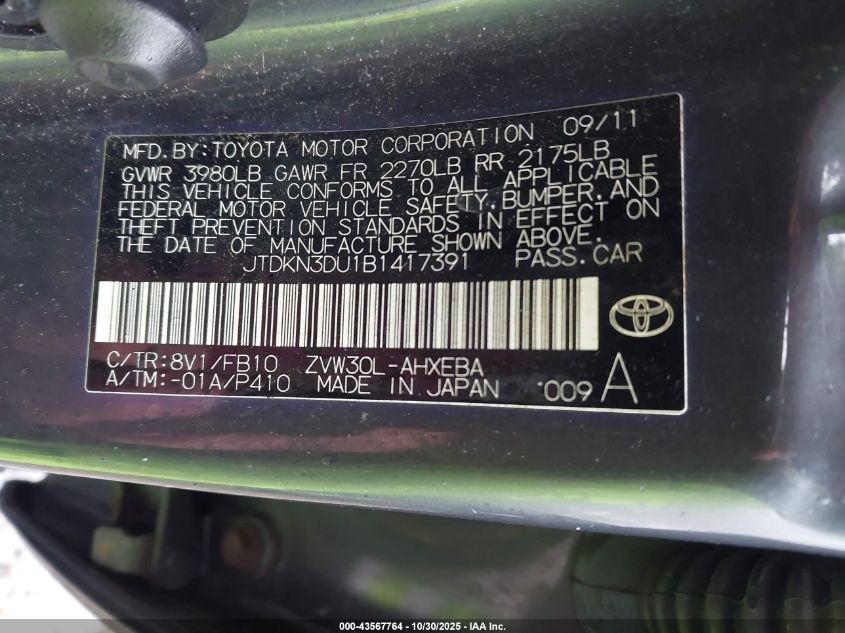 MFD. BY: TOYOTA MOTOR CORPORATION 09/11
GVWR 3980LB GAWR FR 2270LB RR 2175LB
THIS VEHICLE CONFORMS TO ALL APPLICABLE
FEDERAL MOTOR VEHICLE SAFETY, BUMPER, AND
THEFT PREVENTION STANDARDS IN EFFECT ON
THE DATE OF MANUFACTURE SHOWN ABOVE.
JTDKN3DU1B1417391 PASS. CAR
C/TR: 8V1/FB10 ZVW30L-AHXEBA
A/TM: -01A/P410 MADE IN JAPAN 009 A
000-43567764 / 10/30/2025 - IAA Inc.